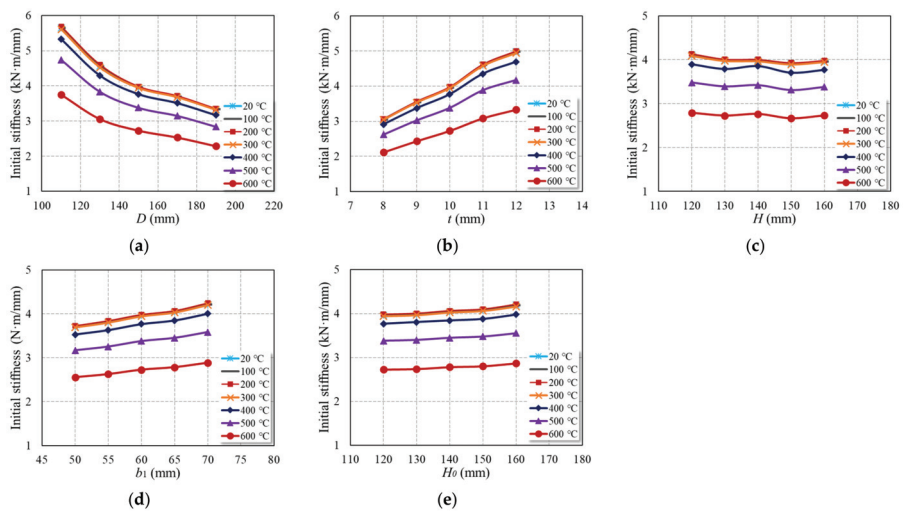 Initial stiffness (kN·m/mm)
6
5
4
3
2
1
20 °C
100 °C
200 °C
300 °C
400 °C
500 °C
600 °C
100 120 140 160 180 200 220
D (mm)
(a)
Initial stiffness (kN·m/mm)
6
5
4
3
2
1
20 °C
100 °C
200 °C
300 °C
400 °C
500 °C
600 °C
7 8 9 10 11 12 13 14
t (mm)
(b)
Initial stiffness (kN·m/mm)
5
4
3
2
1
20 °C
100 °C
200 °C
300 °C
400 °C
500 °C
600 °C
110 120 130 140 150 160 170 180
H (mm)
(c)
Initial stiffness (N·m/mm)
5
4
3
2
1
20 °C
100 °C
200 °C
300 °C
400 °C
500 °C
600 °C
45 50 55 60 65 70 75 80
b1 (mm)
(d)
Initial stiffness (kN·m/mm)
5
4
3
2
1
20 °C
100 °C
200 °C
300 °C
400 °C
500 °C
600 °C
110 120 130 140 150 160 170 180
H0 (mm)
(e)